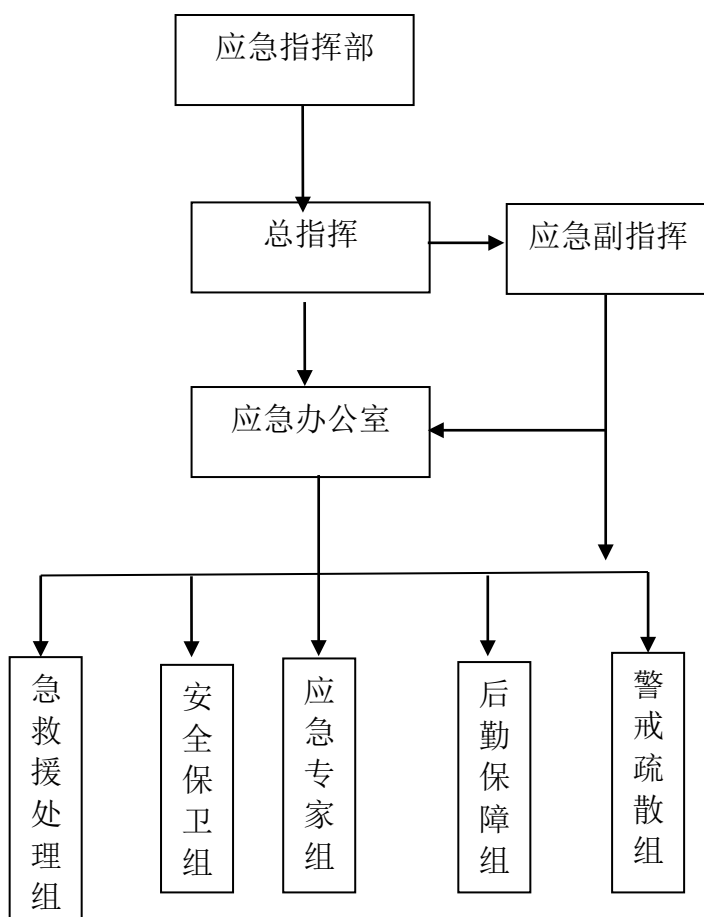 应急指挥部
总指挥
应急副指挥
应急办公室
急救援处理组
安全保卫组
应急专家组
后勤保障组
警戒疏散组